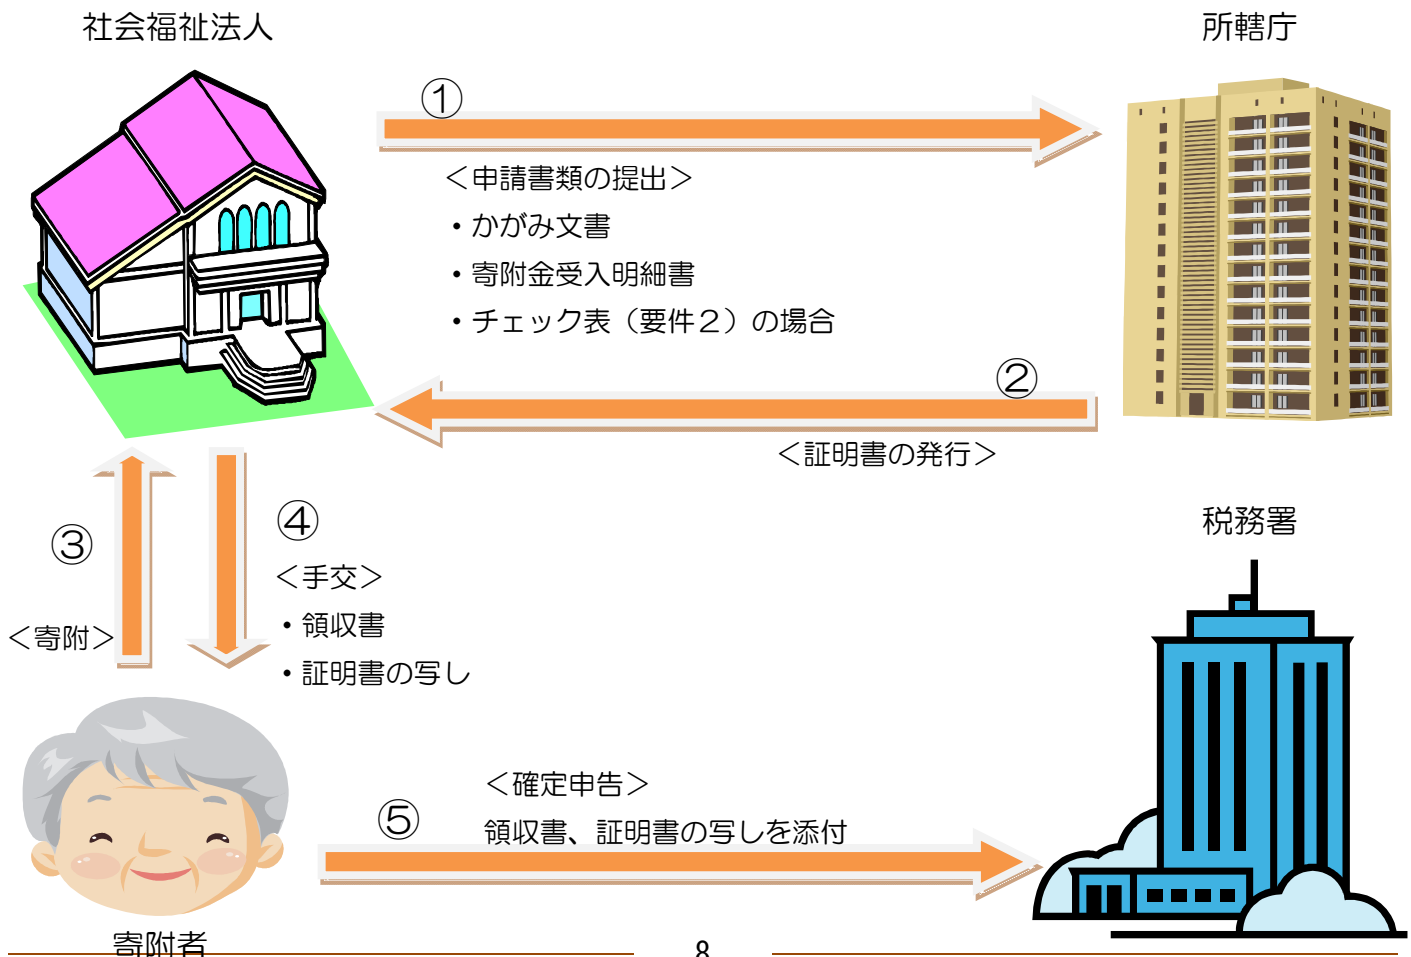 社会福祉法人
所轄庁
①
＜申請書類の提出＞
・かがみ文書
・寄附金受入明細書
・チェック表（要件２）の場合
②
＜証明書の発行＞
税務署
③
＜寄附＞
④
＜手交＞
・領収書
・証明書の写し
＜確定申告＞
⑤
領収書、証明書の写しを添付
寄附者
8